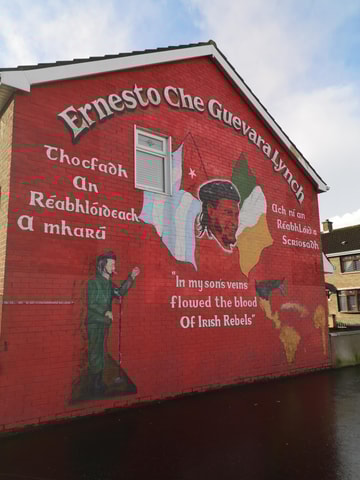 Ernesto Che Guevara Lynch
Thocfadh
An
Réabhlóideach
A mharú
Ach ní an
Réabhlóid a
Scriosadh
"In my son's veins
flowed the blood
Of Irish Rebels"